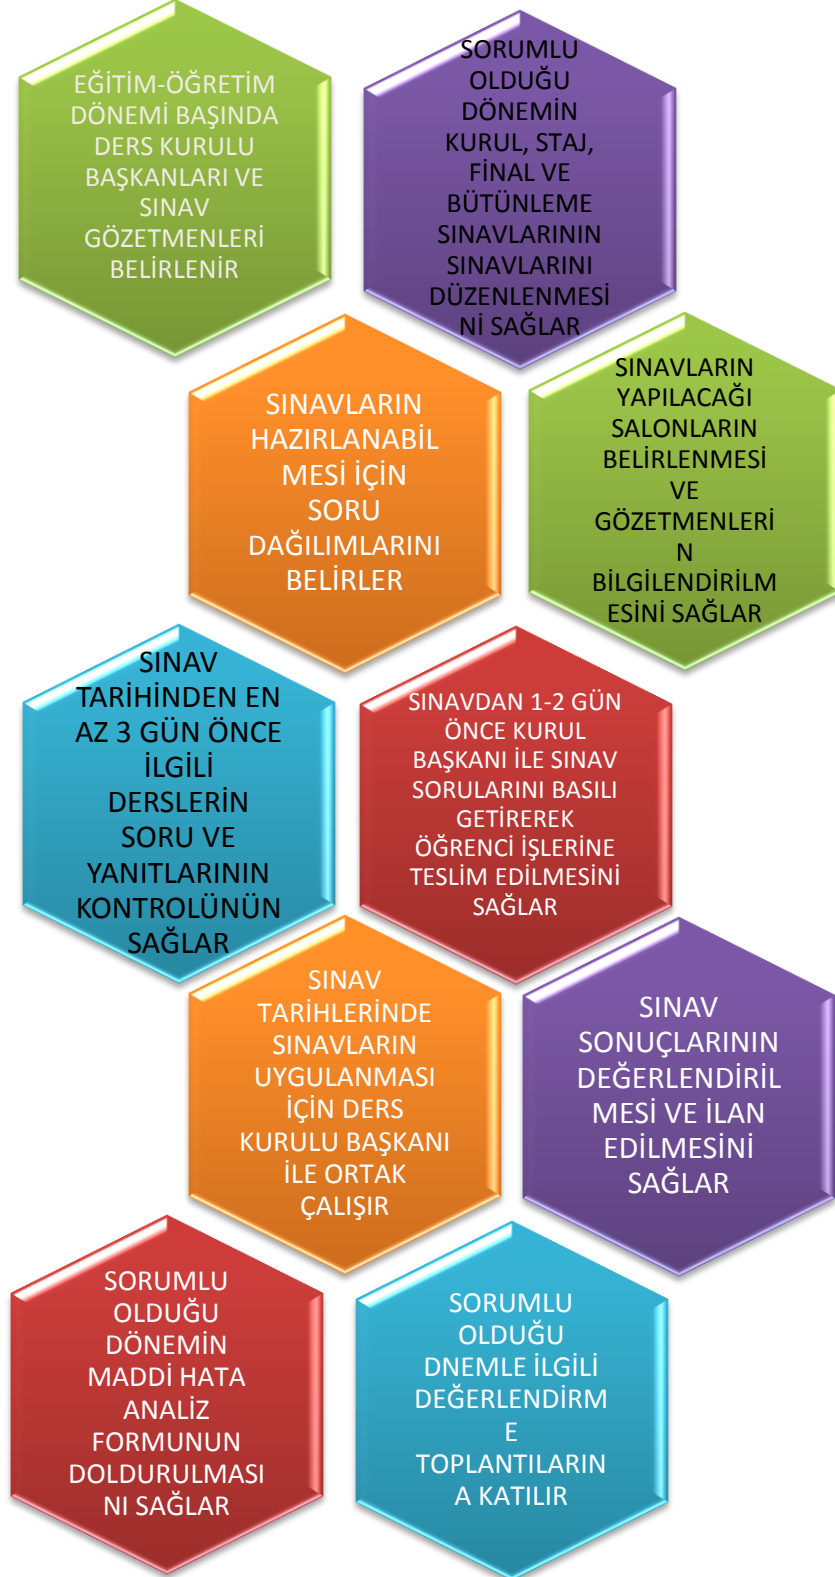 EĞİTİM-ÖĞRETİM
DÖNEMİ BAŞINDA
DERS KURULU
BAŞKANLARI VE
SINAV
GÖZETMENLERİ
BELİRLENİR
SORUMLU
OLDUĞU
DÖNEMİN
KURUL, STAJ,
FİNAL VE
BÜTÜNLEME
SINAVLARININ
SINAVLARINI
DÜZENLENMESİ
Nİ SAĞLAR
SINAVLARIN
HAZIRLANABİL
MESİ İÇİN
SORU
DAĞILIMLARINI
BELİRLER
SINAVLARIN
YAPILACAĞI
SALONLARIN
BELİRLENMESİ
VE
GÖZETMENLERİ
N
BİLGİLENDİRİLM
ESİNİ SAĞLAR
SINAV
TARİHİNDEN EN
AZ 3 GÜN ÖNCE
İLGİLİ
DERSLERİN
SORU VE
YANITLARININ
KONTROLÜNÜN
SAĞLAR
SINAVDAN 1-2 GÜN
ÖNCE KURUL
BAŞKANI İLE SINAV
SORULARINI BASILI
GETİREREK
ÖĞRENCİ İŞLERİNE
TESLİM EDİLMESİNİ
SAĞLAR
SINAV
TARİHLERİNDE
SINAVLARIN
UYGULANMASI
İÇİN DERS
KURULU BAŞKANI
İLE ORTAK
ÇALIŞIR
SINAV
SONUÇLARININ
DEĞERLENDİRİL
MESİ VE İLAN
EDİLMESİNİ
SAĞLAR
SORUMLU
OLDUĞU
DÖNEMİN
MADDİ HATA
ANALİZ
FORMUNUN
DOLDURULMASI
NI SAĞLAR
SORUMLU
OLDUĞU
DNEMLE İLGİLİ
DEĞERLENDİRM
E
TOPLANTILARIN
A KATILIR